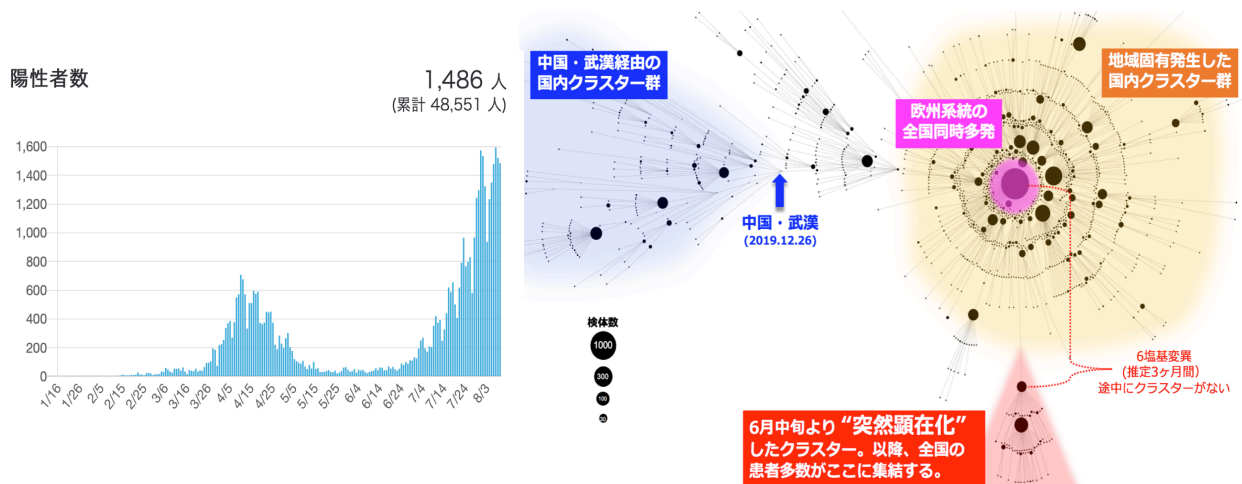 陽性者数
1,486 人
(累計 48,551 人)
1,600
1,400
1,200
1,000
800
600
400
200
0
1/16
1/26
2/5
2/15
2/25
3/6
3/16
3/26
4/5
4/15
4/25
5/5
5/15
5/25
6/4
6/14
6/24
7/4
7/14
7/24
8/3
中国・武漢経由の
国内クラスター群
中国・武漢
(2019.12.26)
欧州系統の
全国同時多発
地域固有発生した
国内クラスター群
検体数
1000
300
100
30
6塩基変異
(推定3ヶ月間)
途中にクラスターがない
6月中旬より “突然顕在化”
したクラスター。以降、全国の
患者多数がここに集結する。